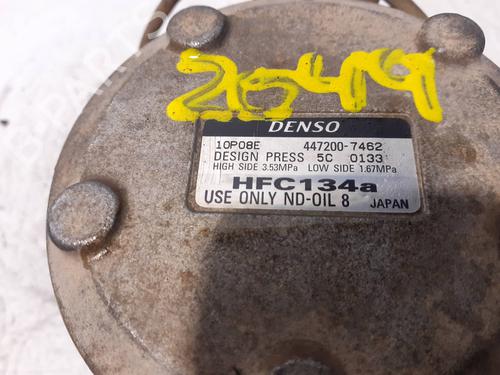 2649
DENSO
10P08E 447200-7462
DESIGN PRESS 5C 0133
HIGH SIDE 3.53MPa LOW SIDE 1.67MPa
HFC134a
USE ONLY ND-OIL 8 JAPAN